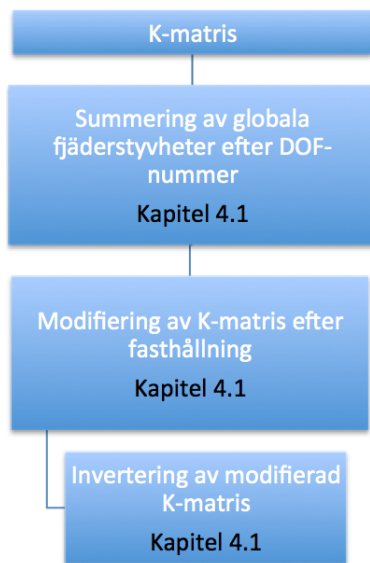 K-matris
Summering av globala
fjäderstyvheter efter DOF-
nummer
Kapitel 4.1
Modifiering av K-matris efter
fasthållning
Kapitel 4.1
Invertering av modifierad
K-matris
Kapitel 4.1